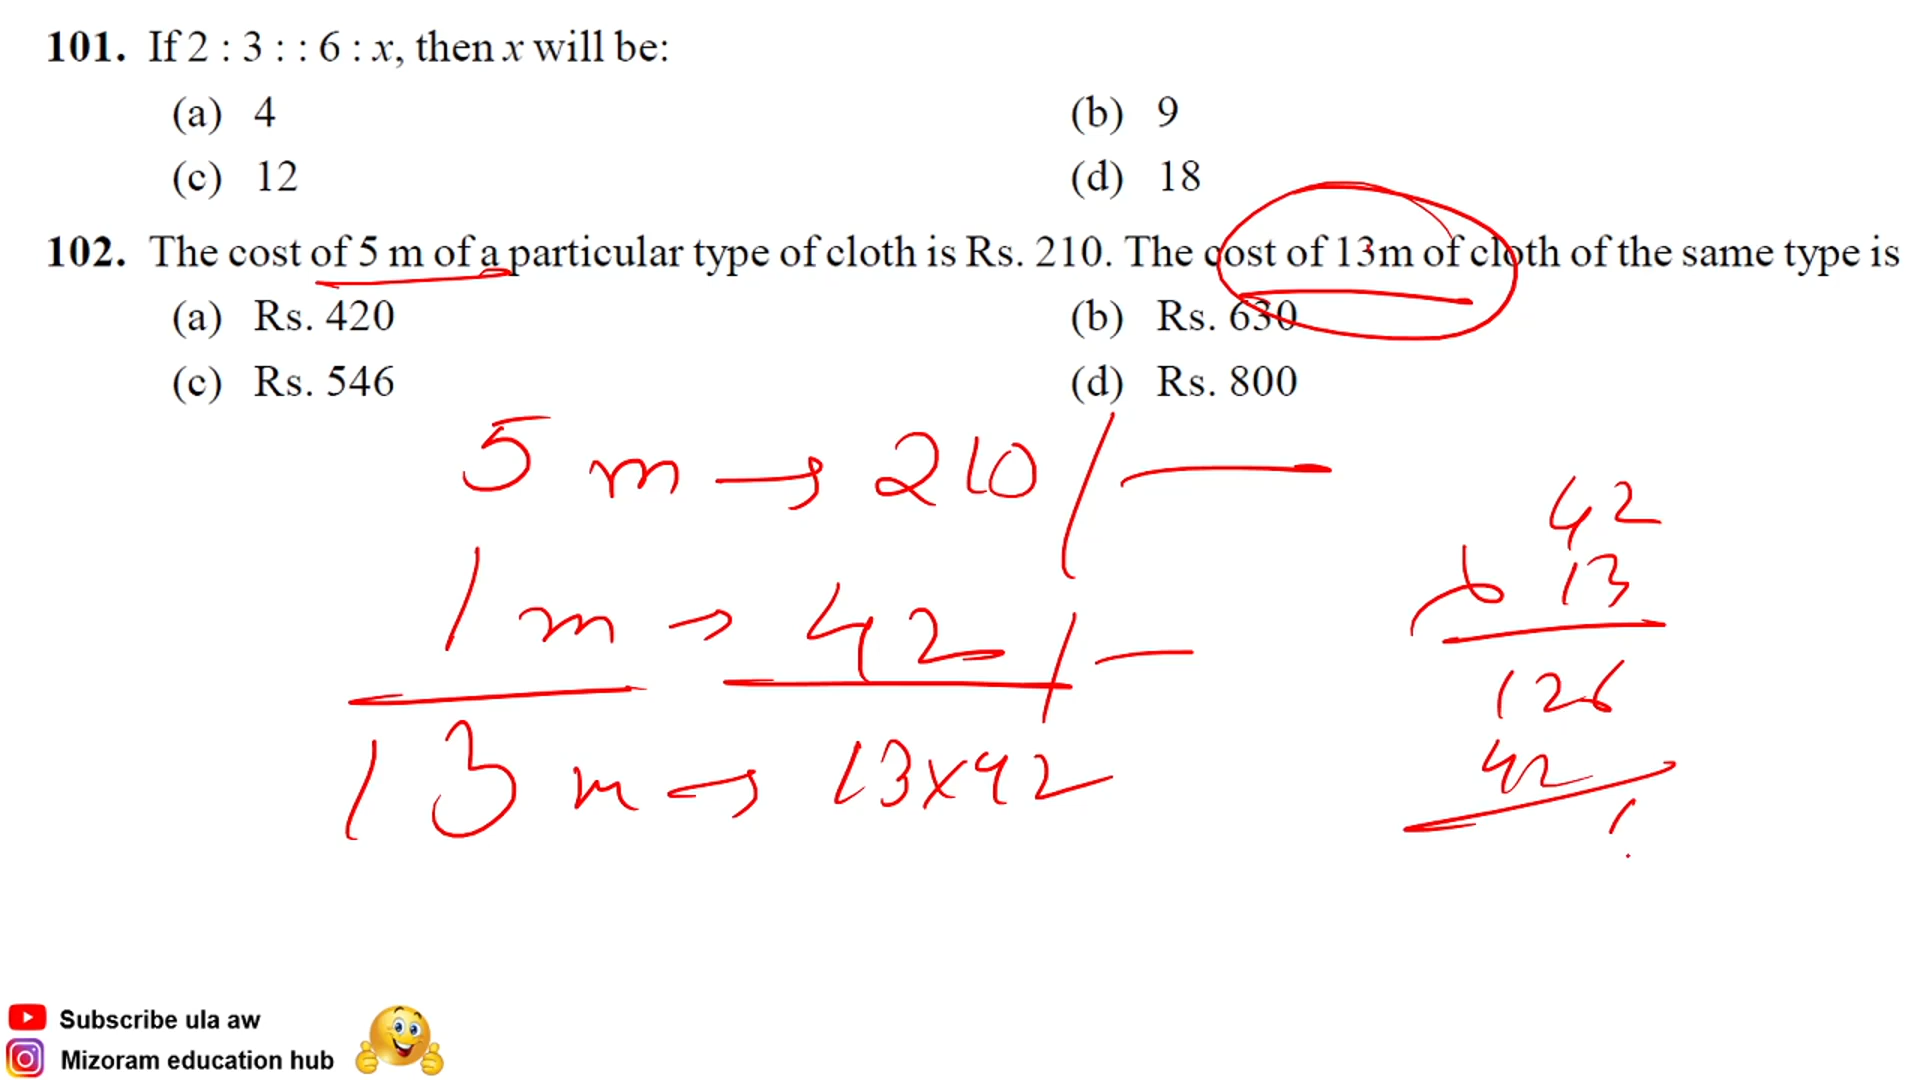 101. If 2 : 3 : : 6 : x, then x will be:
(a) 4 (b) 9
(c) 12 (d) 18
102. The cost of 5 m of a particular type of cloth is Rs. 210. The cost of 13m of cloth of the same type is
(a) Rs. 420 (b) Rs. 630
(c) Rs. 546 (d) Rs. 800
5 m → 210/—
1 m → 42/—
13 m → 13x42
42
13
126
42
Subscribe ula aw
Mizoram education hub